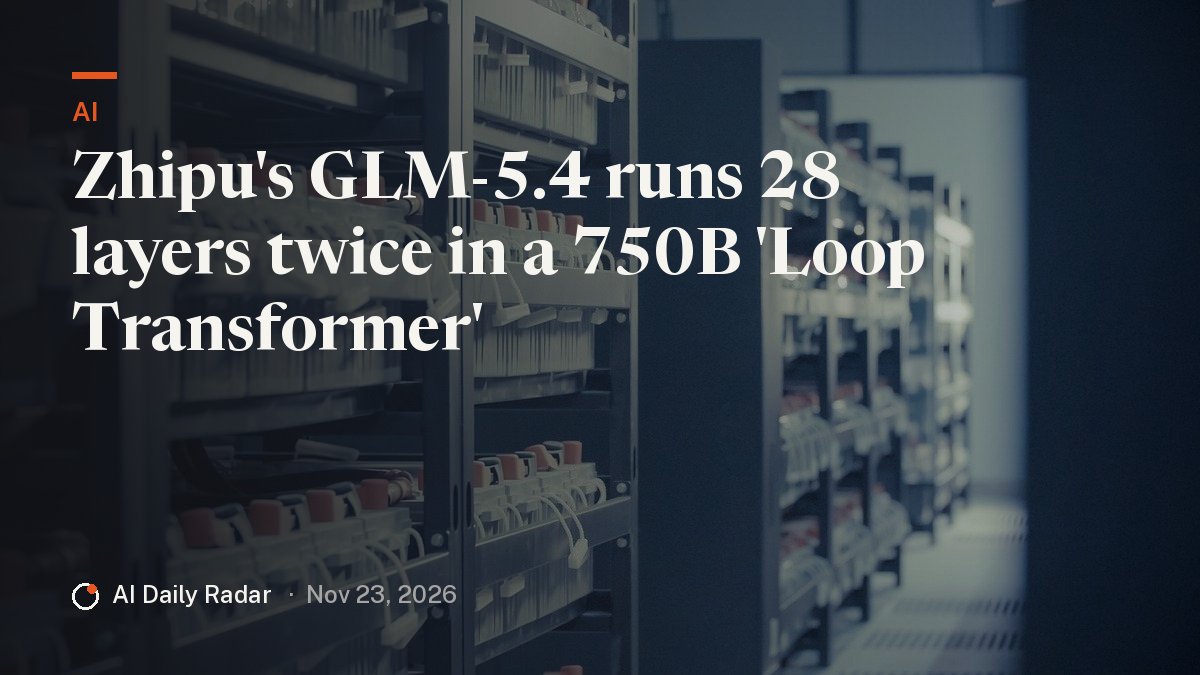 AI
Zhipu's GLM-5.4 runs 28
layers twice in a 750B 'Loop
Transformer'
AI Daily Radar · Nov 23, 2026